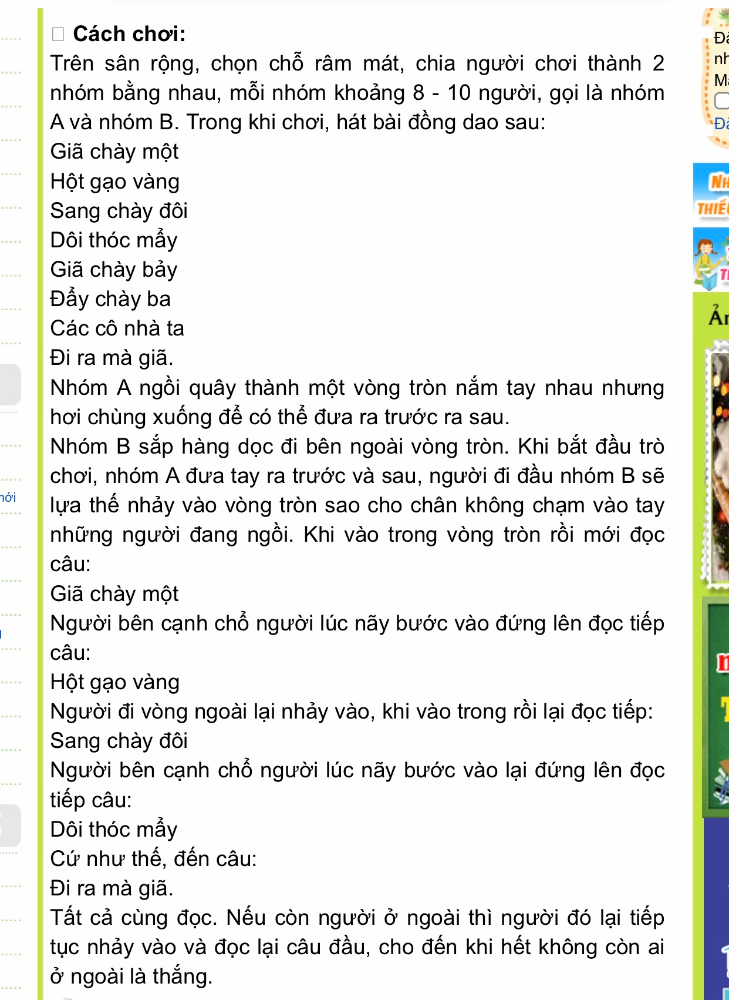 Cách chơi:
Trên sân rộng, chọn chỗ râm mát, chia người chơi thành 2
nhóm bằng nhau, mỗi nhóm khoảng 8 - 10 người, gọi là nhóm
A và nhóm B. Trong khi chơi, hát bài đồng dao sau:
Giã chày một
Hột gạo vàng
Sang chày đôi
Dôi thóc mẩy
Giã chày bảy
Đẩy chày ba
Các cô nhà ta
Đi ra mà giã.
Nhóm A ngồi quây thành một vòng tròn nắm tay nhau nhưng
hơi chùng xuống để có thể đưa ra trước ra sau.
Nhóm B sắp hàng dọc đi bên ngoài vòng tròn. Khi bắt đầu trò
chơi, nhóm A đưa tay ra trước và sau, người đi đầu nhóm B sẽ
lựa thế nhảy vào vòng tròn sao cho chân không chạm vào tay
những người đang ngồi. Khi vào trong vòng tròn rồi mới đọc
câu:
Giã chày một
Người bên cạnh chổ người lúc nãy bước vào đứng lên đọc tiếp
câu:
Hột gạo vàng
Người đi vòng ngoài lại nhảy vào, khi vào trong rồi lại đọc tiếp:
Sang chày đôi
Người bên cạnh chổ người lúc nãy bước vào lại đứng lên đọc
tiếp câu:
Dôi thóc mẩy
Cứ như thế, đến câu:
Đi ra mà giã.
Tất cả cùng đọc. Nếu còn người ở ngoài thì người đó lại tiếp
tục nhảy vào và đọc lại câu đầu, cho đến khi hết không còn ai
ở ngoài là thắng.